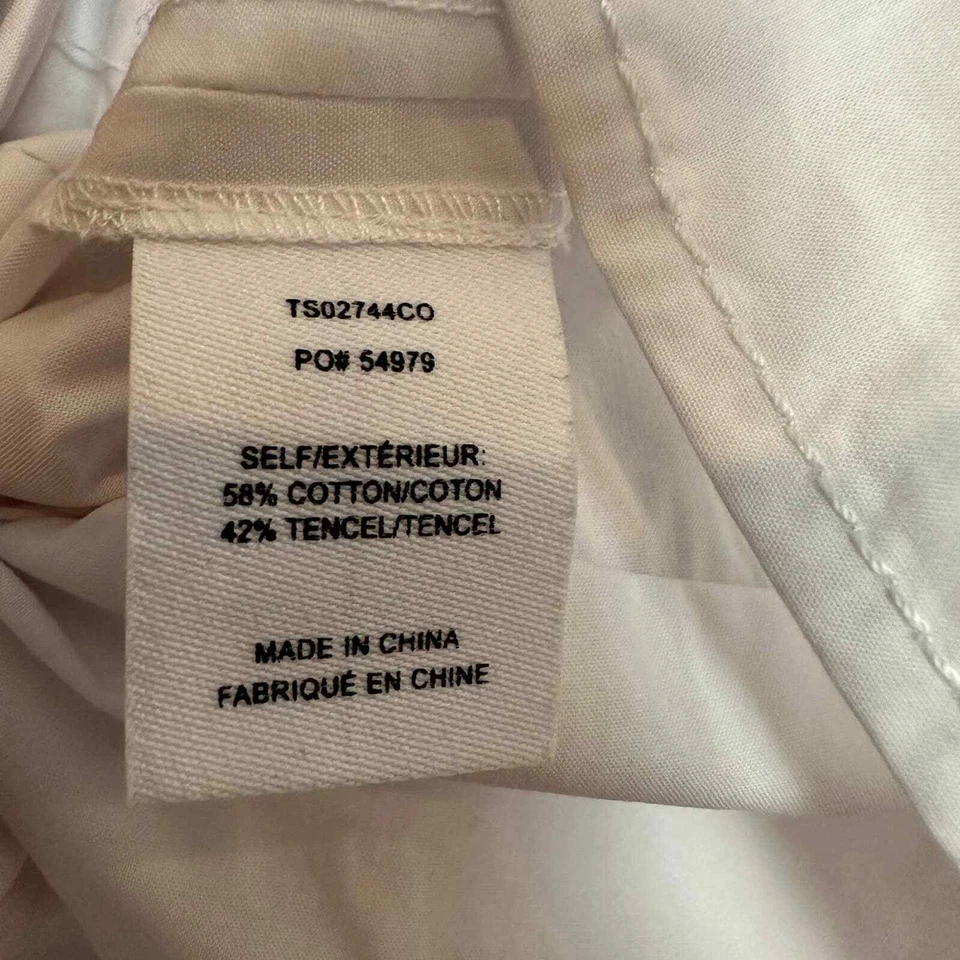 TS02744CO
PO# 54979
SELF/EXTÉRIEUR:
58% COTTON/COTON
42% TENCEL/TENCEL
MADE IN CHINA
FABRIQUÉ EN CHINE